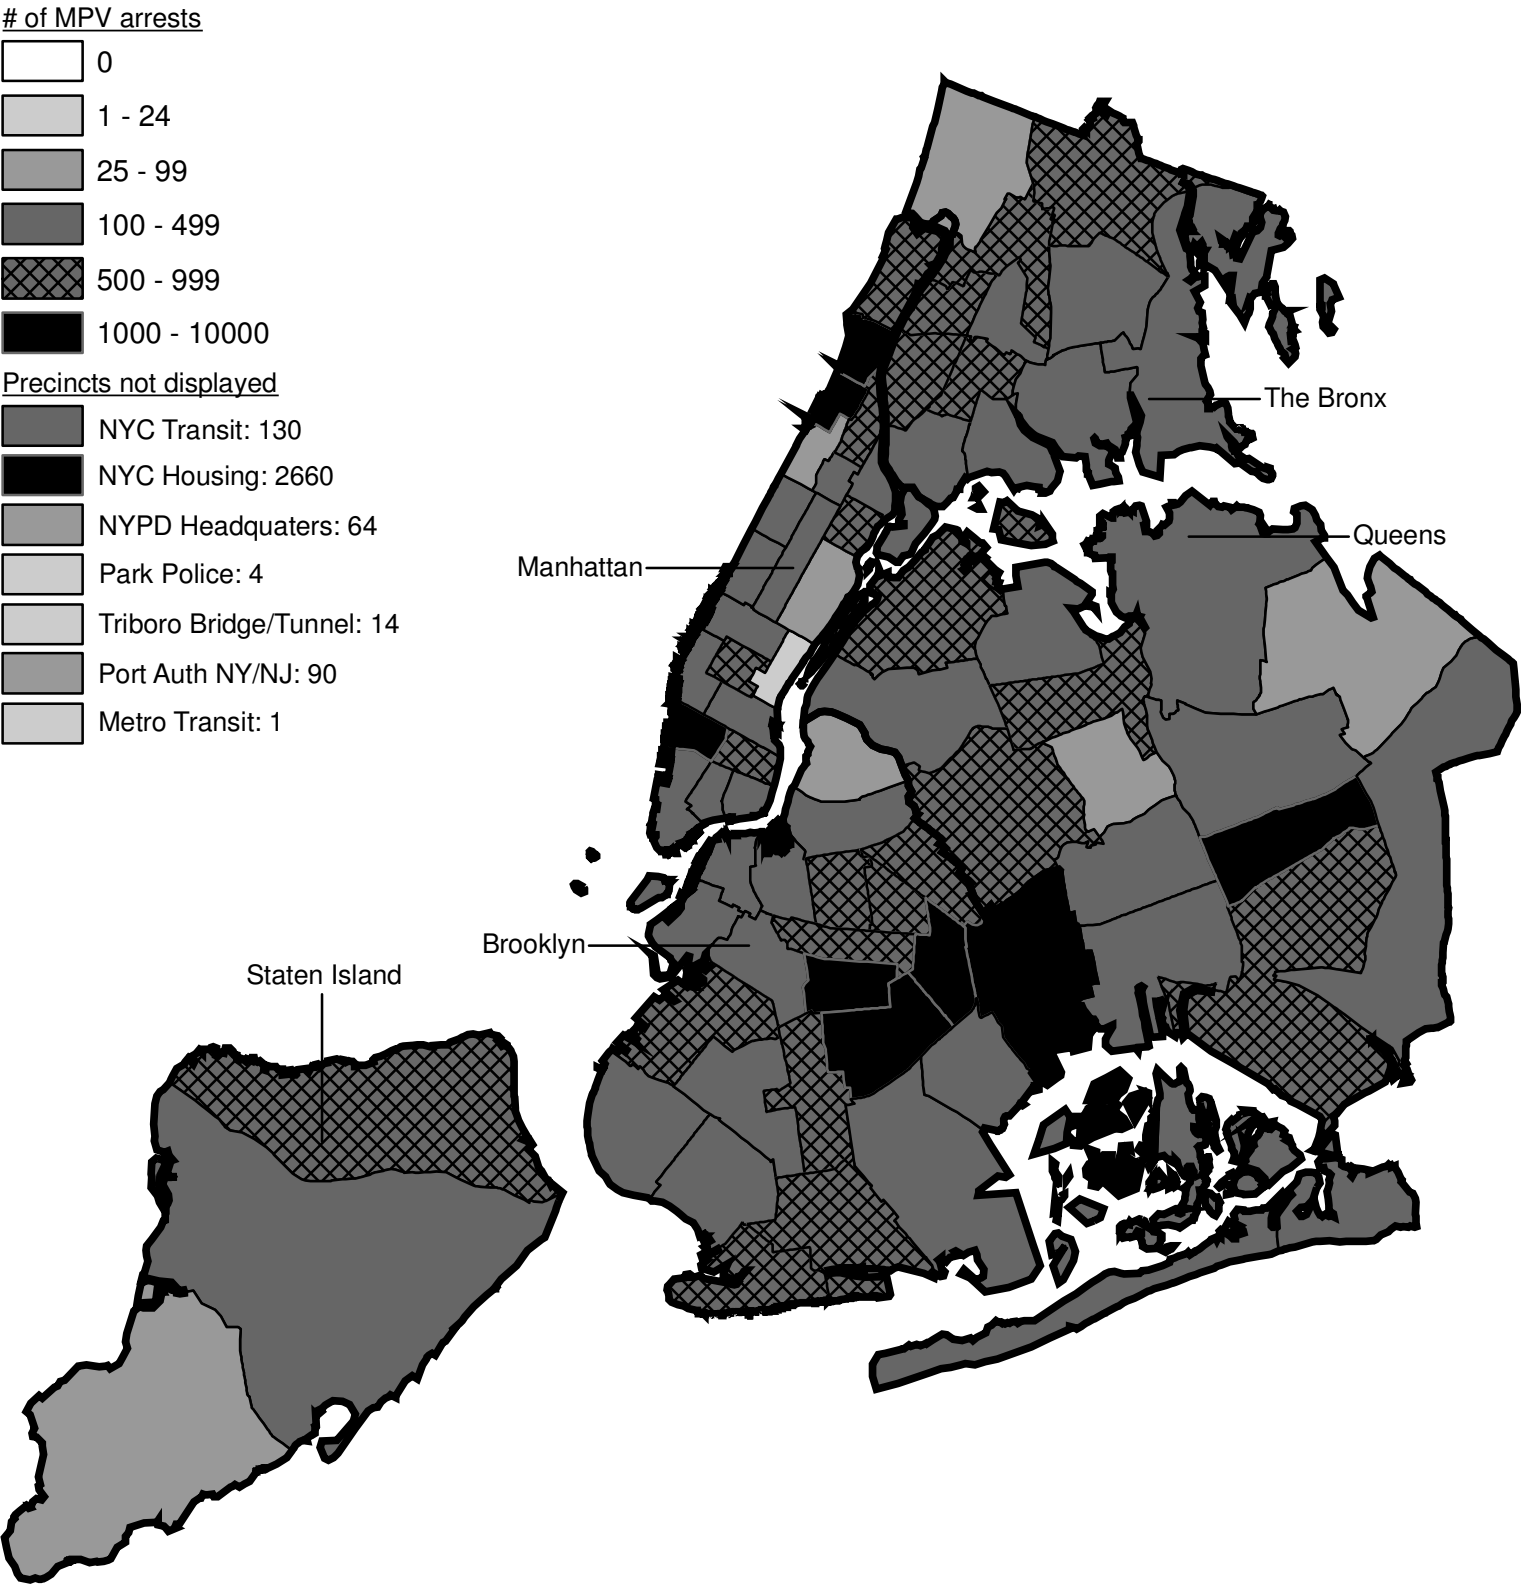 # of MPV arrests
0
1 - 24
25 - 99
100 - 499
500 - 999
1000 - 10000
Precincts not displayed
NYC Transit: 130
NYC Housing: 2660
NYPD Headquaters: 64
Park Police: 4
Triboro Bridge/Tunnel: 14
Port Auth NY/NJ: 90
Metro Transit: 1
The Bronx
Queens
Manhattan
Brooklyn
Staten Island